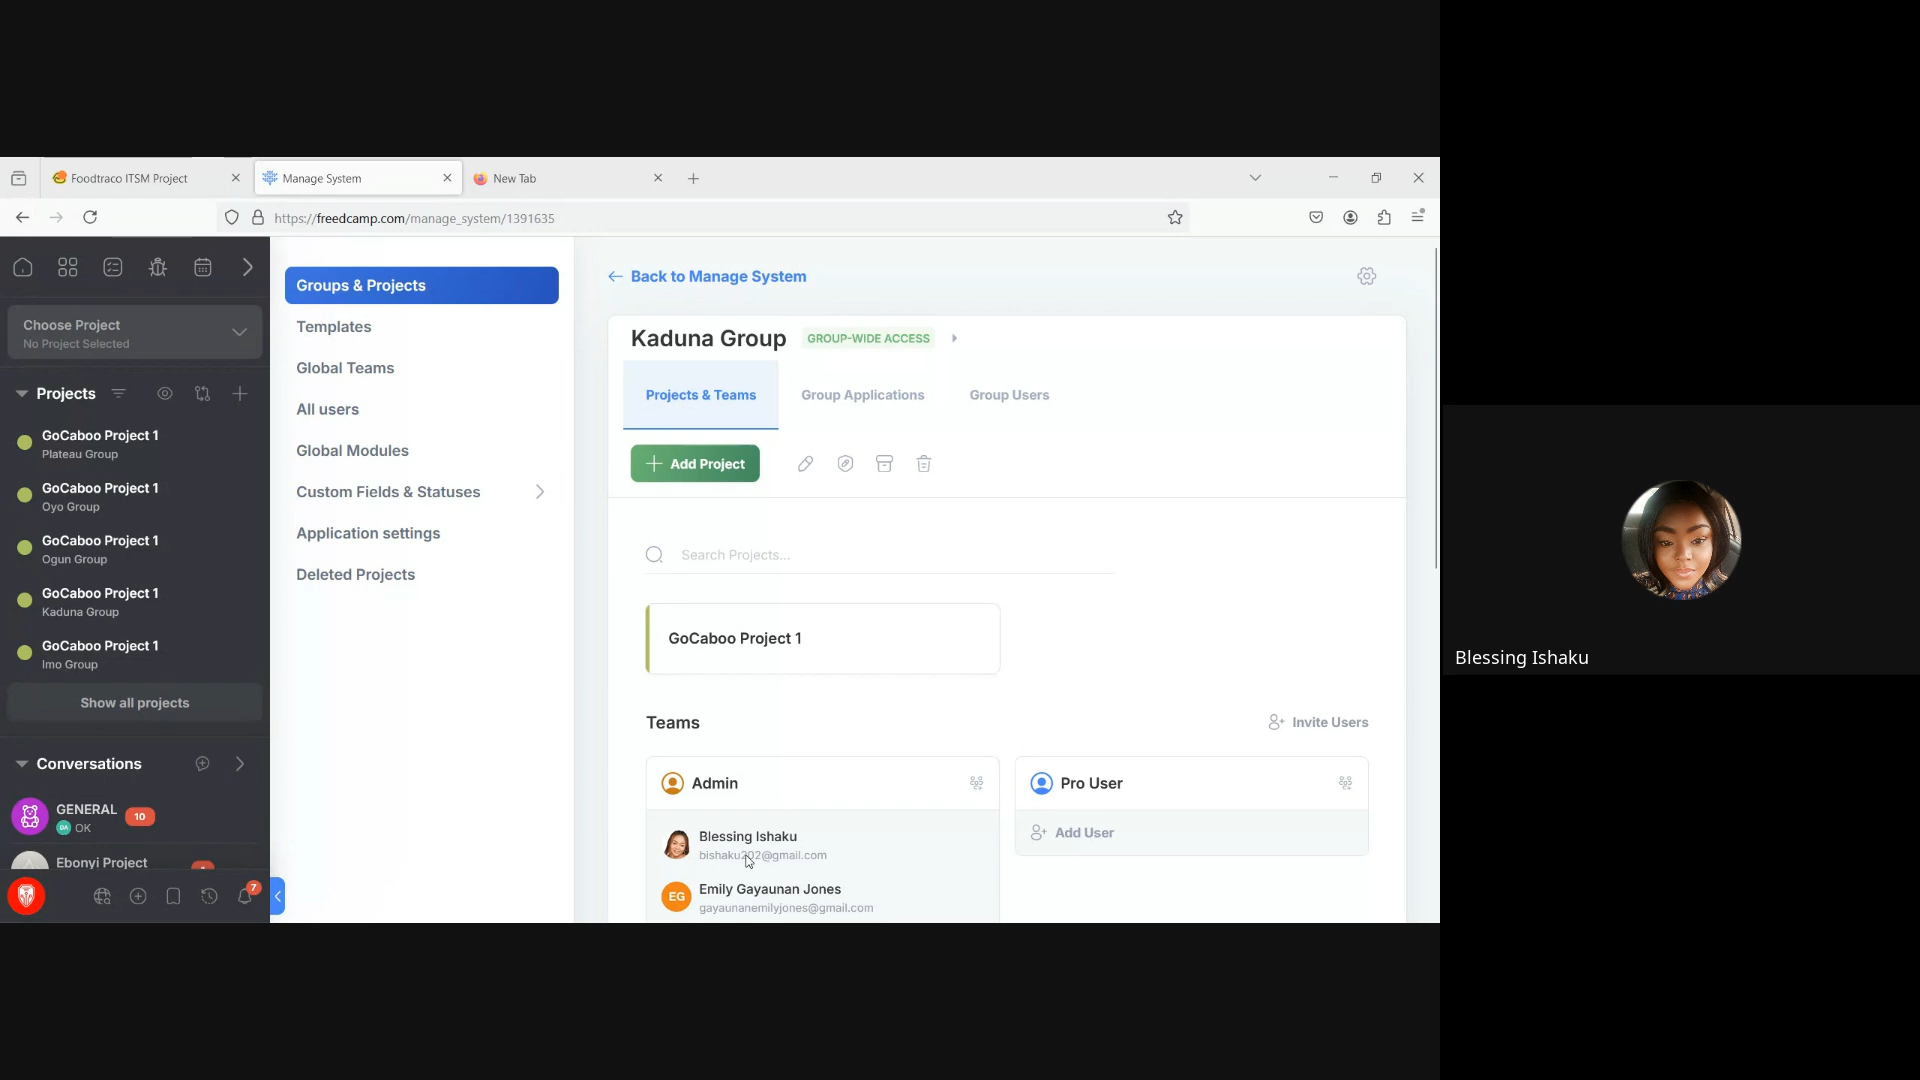 Foodtraco ITSM Project
Manage System
New Tab
https://freedcamp.com/manage_system/1391635
Choose Project
No Project Selected
Projects
GoCaboo Project 1
Plateau Group
GoCaboo Project 1
Oyo Group
GoCaboo Project 1
Ogun Group
GoCaboo Project 1
Kaduna Group
GoCaboo Project 1
Imo Group
Show all projects
Conversations
GENERAL 10
DA OK
Ebonyi Project
7
Groups & Projects
Templates
Global Teams
All users
Global Modules
Custom Fields & Statuses
Application settings
Deleted Projects
Back to Manage System
Kaduna Group GROUP-WIDE ACCESS
Projects & Teams Group Applications Group Users
Add Project
Search Projects...
GoCaboo Project 1
Teams Invite Users
Admin
Blessing Ishaku
bishaku202@gmail.com
EG Emily Gayaunan Jones
gayaunanemilyjones@gmail.com
Pro User
Add User
Blessing Ishaku